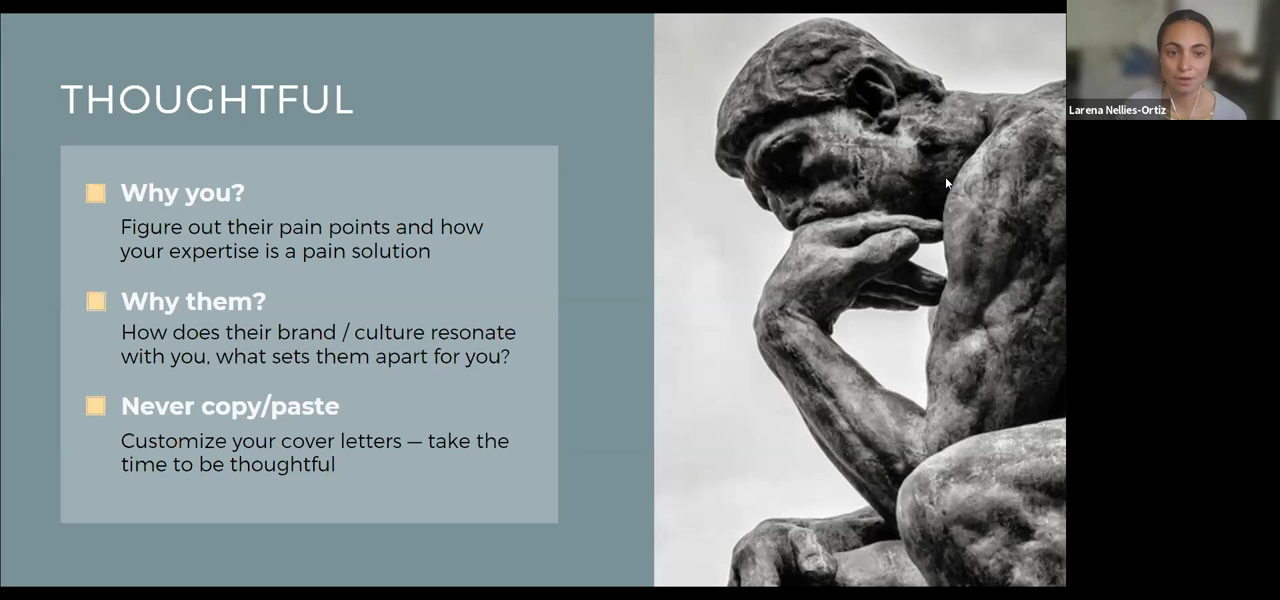 THOUGHTFUL
Why you?
Figure out their pain points and how
your expertise is a pain solution
Why them?
How does their brand / culture resonate
with you, what sets them apart for you?
Never copy/paste
Customize your cover letters — take the
time to be thoughtful
Larena Nellies-Ortiz